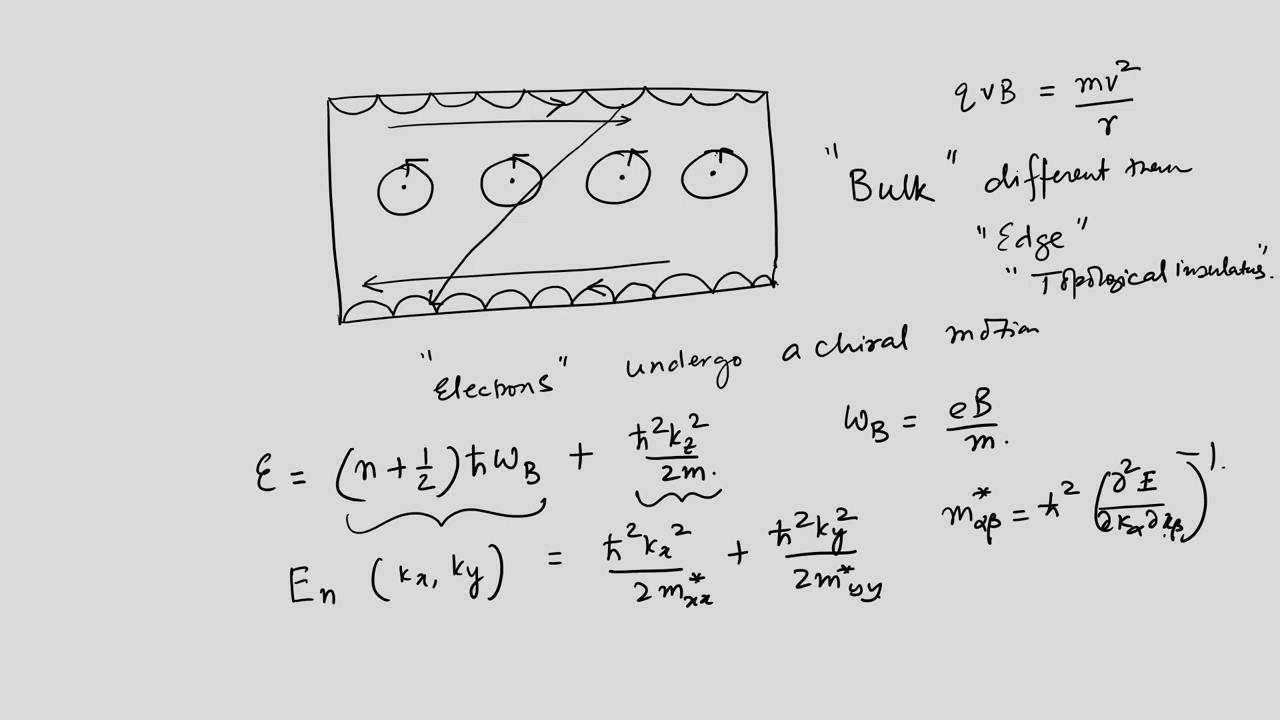 qvB = mv²/r
"Bulk" different them
"Edge"
"Topological insulators".
"Electrons" undergo a chiral motion
ω_B = eB/m.
ε = (n + 1/2) ħω_B + ħ²k_z²/2m.
m*_αβ = ħ² (∂²E/∂k_α∂k_β)⁻¹.
E_n (k_x, k_y) = ħ²k_x²/2m*_xx + ħ²k_y²/2m*_yy